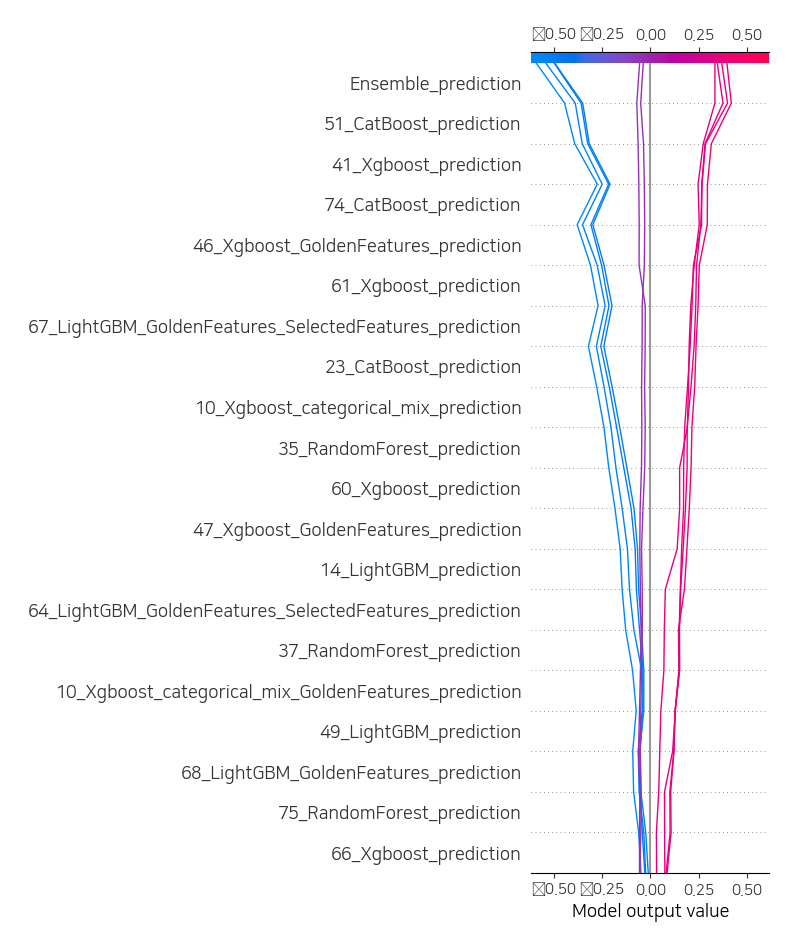 0.50 0.25 0.00 0.25 0.50
Ensemble_prediction
51_CatBoost_prediction
41_Xgboost_prediction
74_CatBoost_prediction
46_Xgboost_GoldenFeatures_prediction
61_Xgboost_prediction
67_LightGBM_GoldenFeatures_SelectedFeatures_prediction
23_CatBoost_prediction
10_Xgboost_categorical_mix_prediction
35_RandomForest_prediction
60_Xgboost_prediction
47_Xgboost_GoldenFeatures_prediction
14_LightGBM_prediction
64_LightGBM_GoldenFeatures_SelectedFeatures_prediction
37_RandomForest_prediction
10_Xgboost_categorical_mix_GoldenFeatures_prediction
49_LightGBM_prediction
68_LightGBM_GoldenFeatures_prediction
75_RandomForest_prediction
66_Xgboost_prediction
0.50 0.25 0.00 0.25 0.50
Model output value